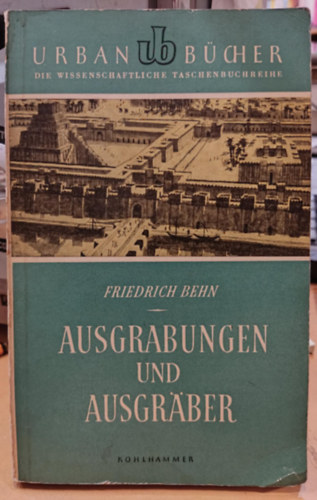 URBAN ub BÜCHER
DIE WISSENSCHAFTLICHE TASCHENBUCHREIHE
FRIEDRICH BEHN
AUSGRABUNGEN
UND
AUSGRÄBER
KOHLHAMMER